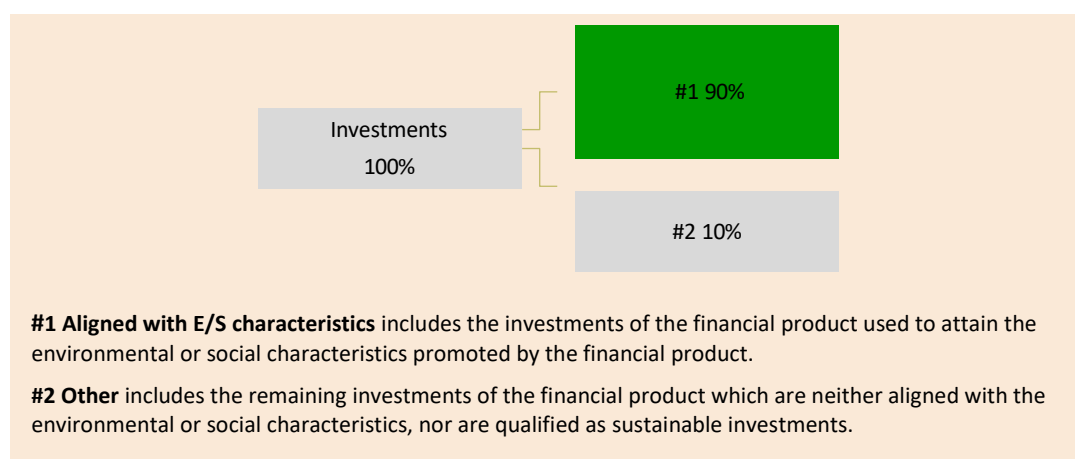 #1 90%
Investments
100%
#2 10%
#1 Aligned with E/S characteristics includes the investments of the financial product used to attain the
environmental or social characteristics promoted by the financial product.
#2 Other includes the remaining investments of the financial product which are neither aligned with the
environmental or social characteristics, nor are qualified as sustainable investments.